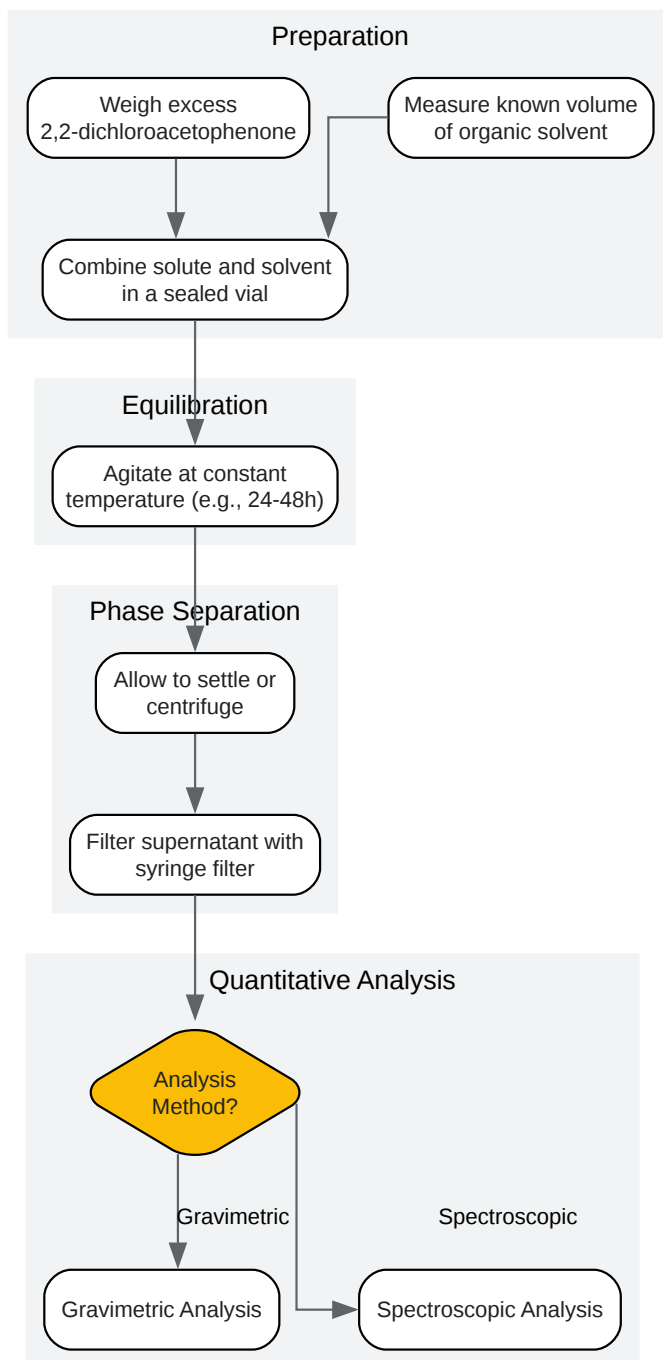 Preparation
Weigh excess
2,2-dichloroacetophenone
Measure known volume
of organic solvent
Combine solute and solvent
in a sealed vial
Equilibration
Agitate at constant
temperature (e.g., 24-48h)
Phase Separation
Allow to settle or
centrifuge
Filter supernatant with
syringe filter
Quantitative Analysis
Analysis
Method?
Gravimetric
Spectroscopic
Gravimetric Analysis
Spectroscopic Analysis